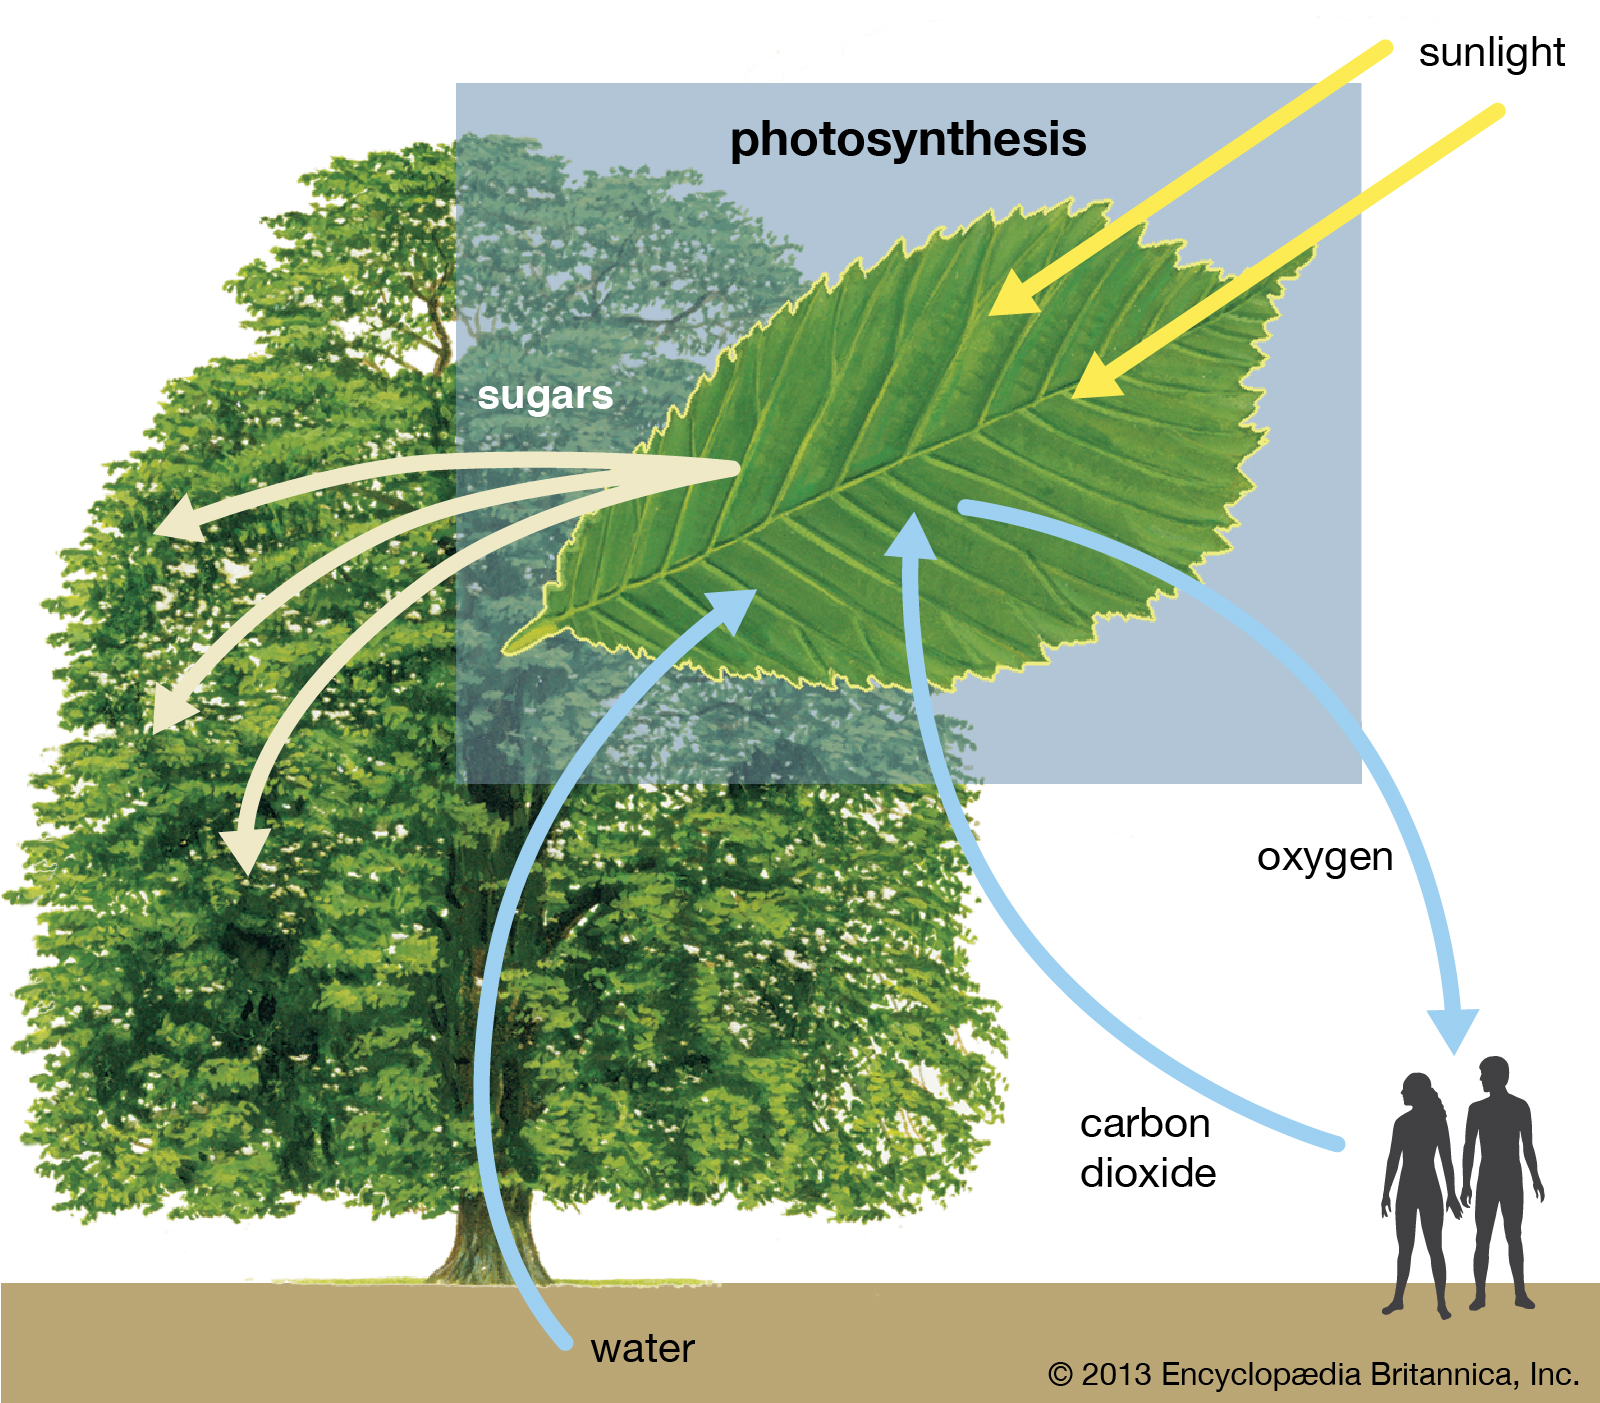 sunlight
photosynthesis
sugars
oxygen
carbon
dioxide
water
© 2013 Encyclopædia Britannica, Inc.